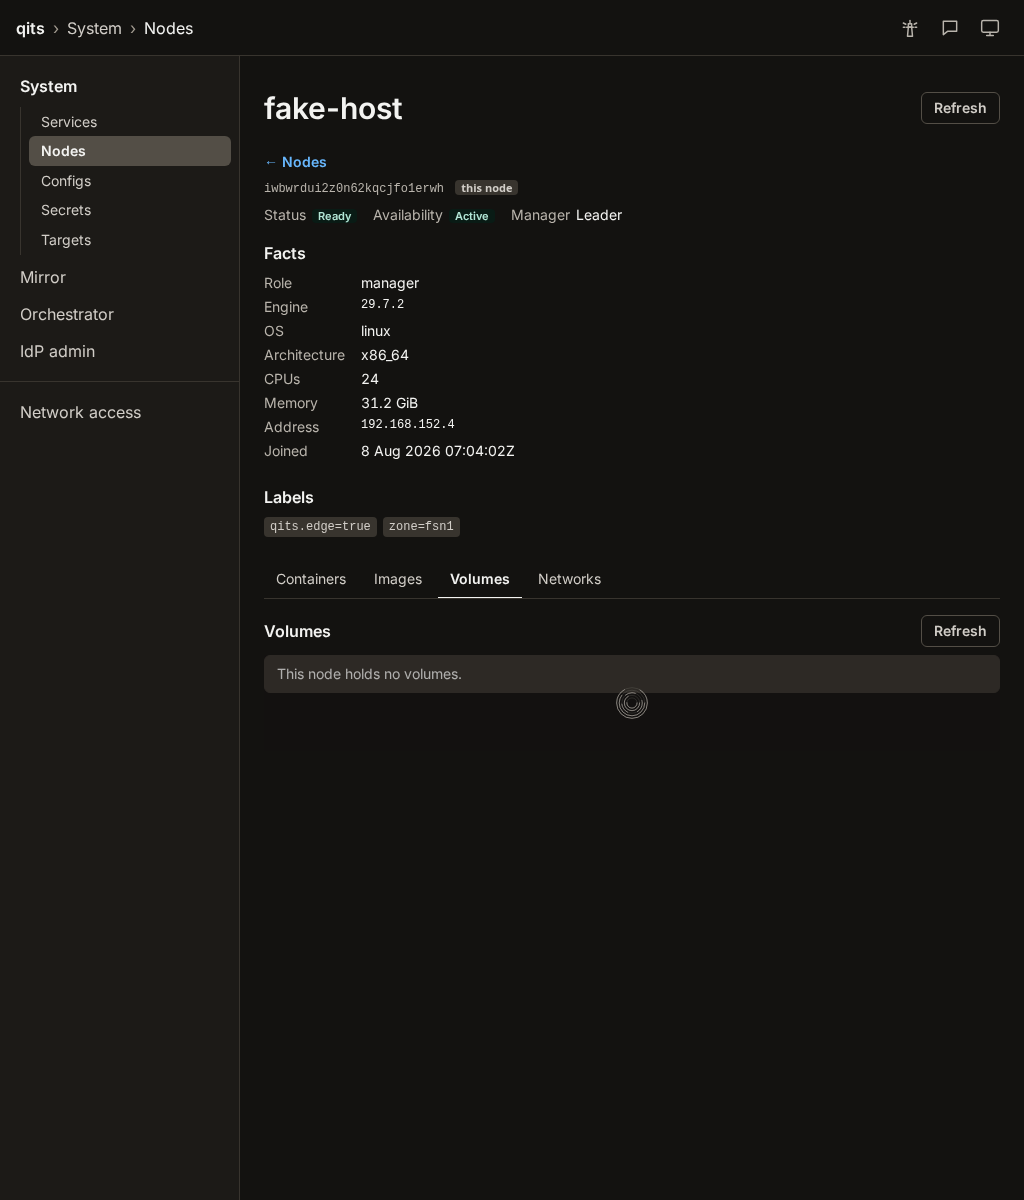 qits › System › Nodes
System
Services
Nodes
Configs
Secrets
Targets
Mirror
Orchestrator
IdP admin
Network access
fake-host
Refresh
← Nodes
iwbwrdui2z0n62kqcjfo1erwh this node
Status Ready Availability Active Manager Leader
Facts
Role manager
Engine 29.7.2
OS linux
Architecture x86_64
CPUs 24
Memory 31.2 GiB
Address 192.168.152.4
Joined 8 Aug 2026 07:04:02Z
Labels
qits.edge=true zone=fsn1
Containers Images Volumes Networks
Volumes
Refresh
This node holds no volumes.